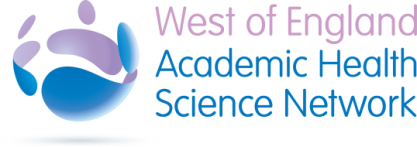 West of England
Academic Health
Science Network